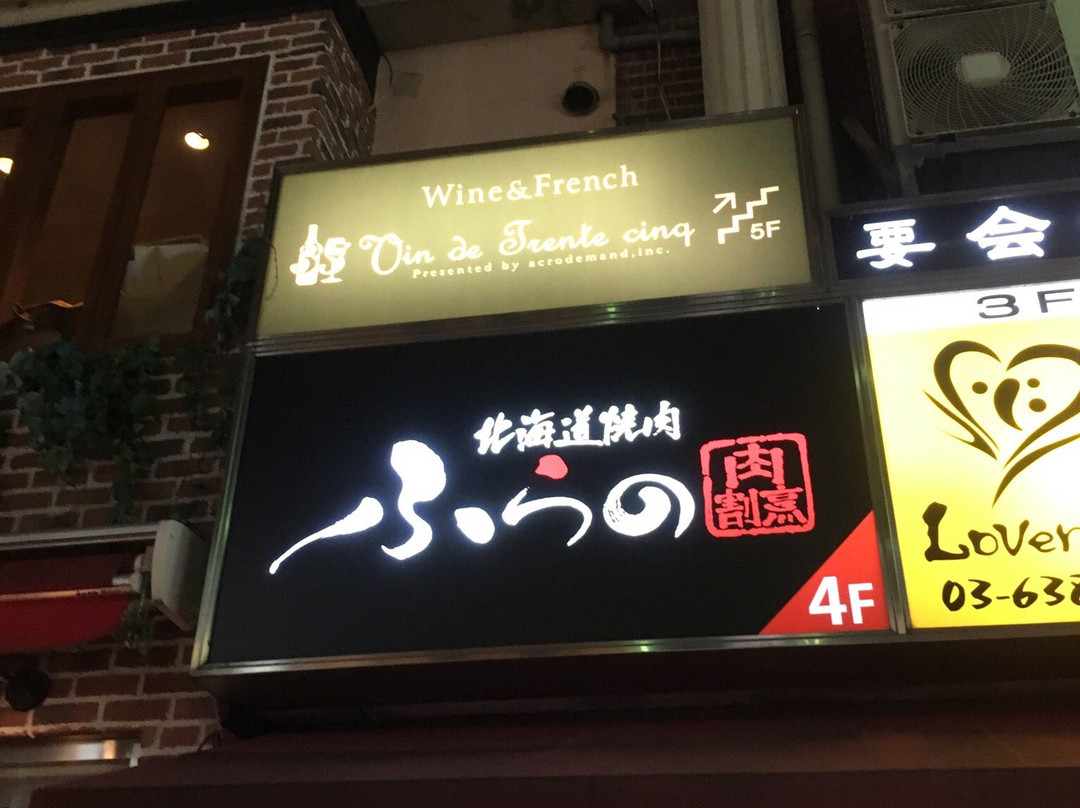 Wine&French
35 Vin de Trente cinq
Presented by acrodemand,inc.
5F
北海道焼肉
ふらの
肉
割烹
4F
要会
3F
Lover
03-638